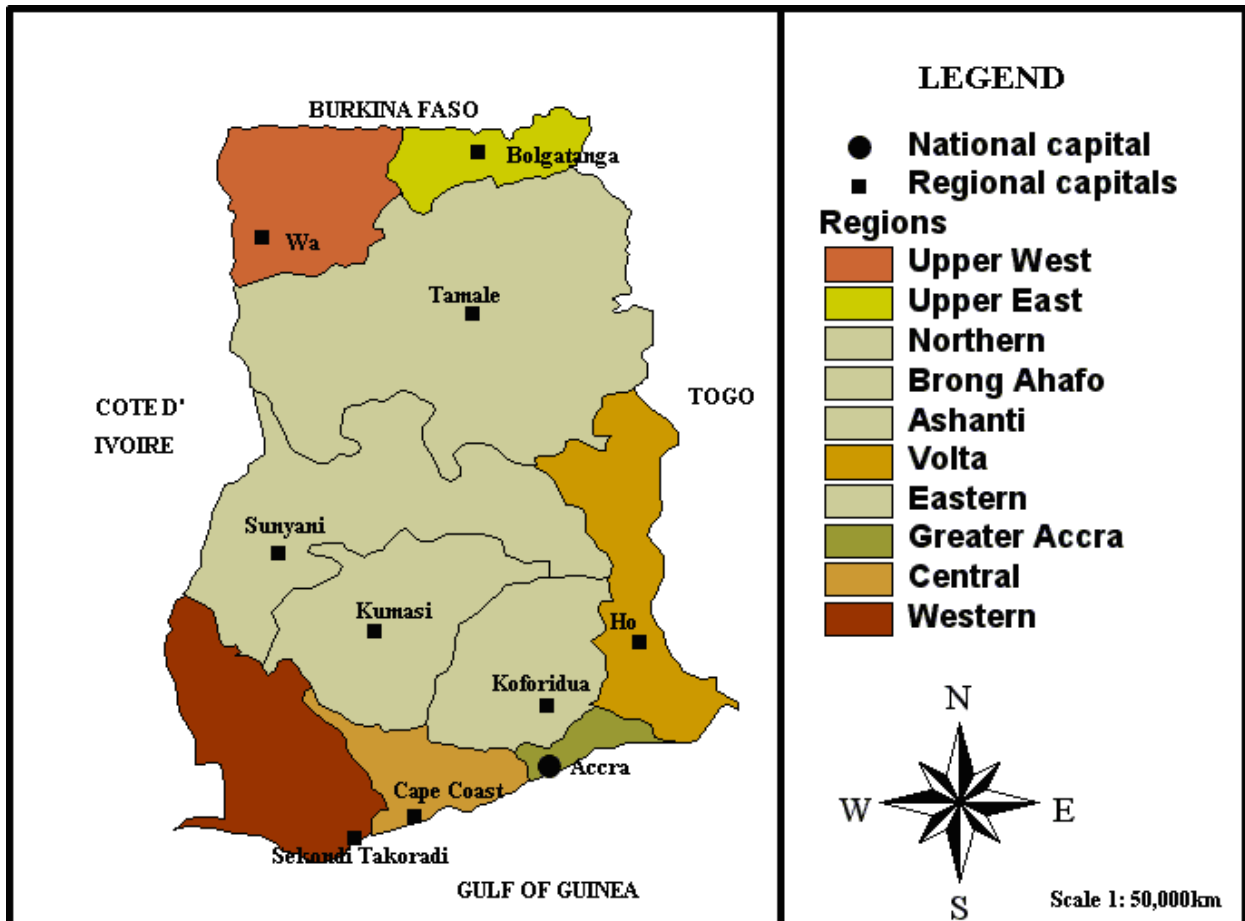 BURKINA FASO
Bolgatanga
Wa
Tamale
COTE D'
IVOIRE
TOGO
Sunyani
Kumasi
Ho
Koforidua
Accra
Cape Coast
Sekondi Takoradi
GULF OF GUINEA
LEGEND
National capital
Regional capitals
Regions
Upper West
Upper East
Northern
Brong Ahafo
Ashanti
Volta
Eastern
Greater Accra
Central
Western
N
W
E
S
Scale 1: 50,000km